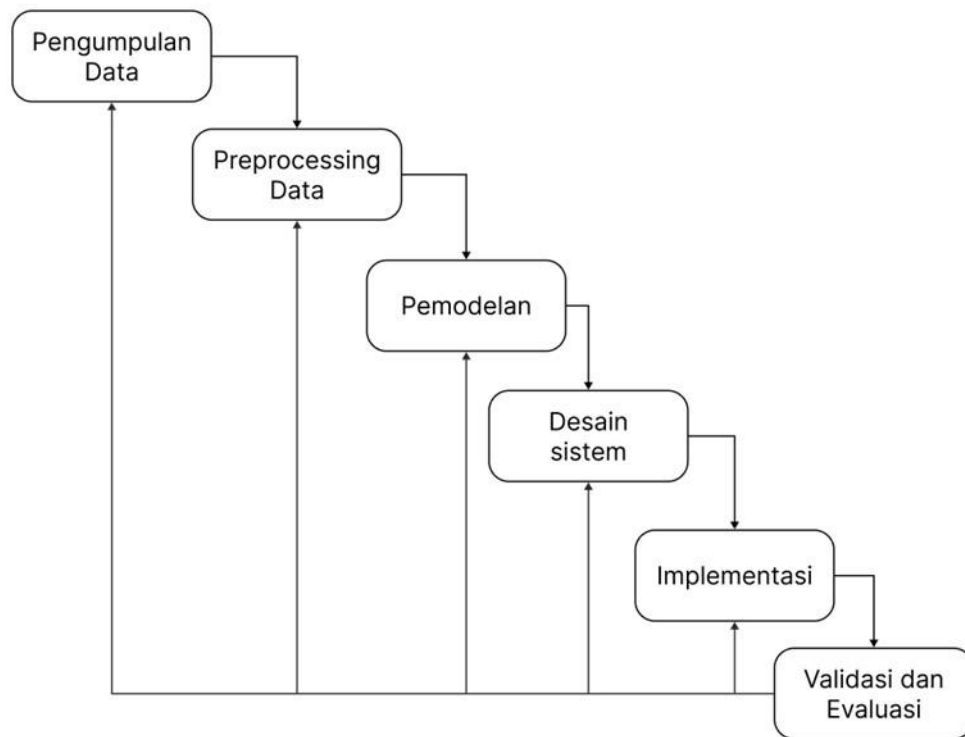 Pengumpulan
Data
Preprocessing
Data
Pemodelan
Desain
sistem
Implementasi
Validasi dan
Evaluasi